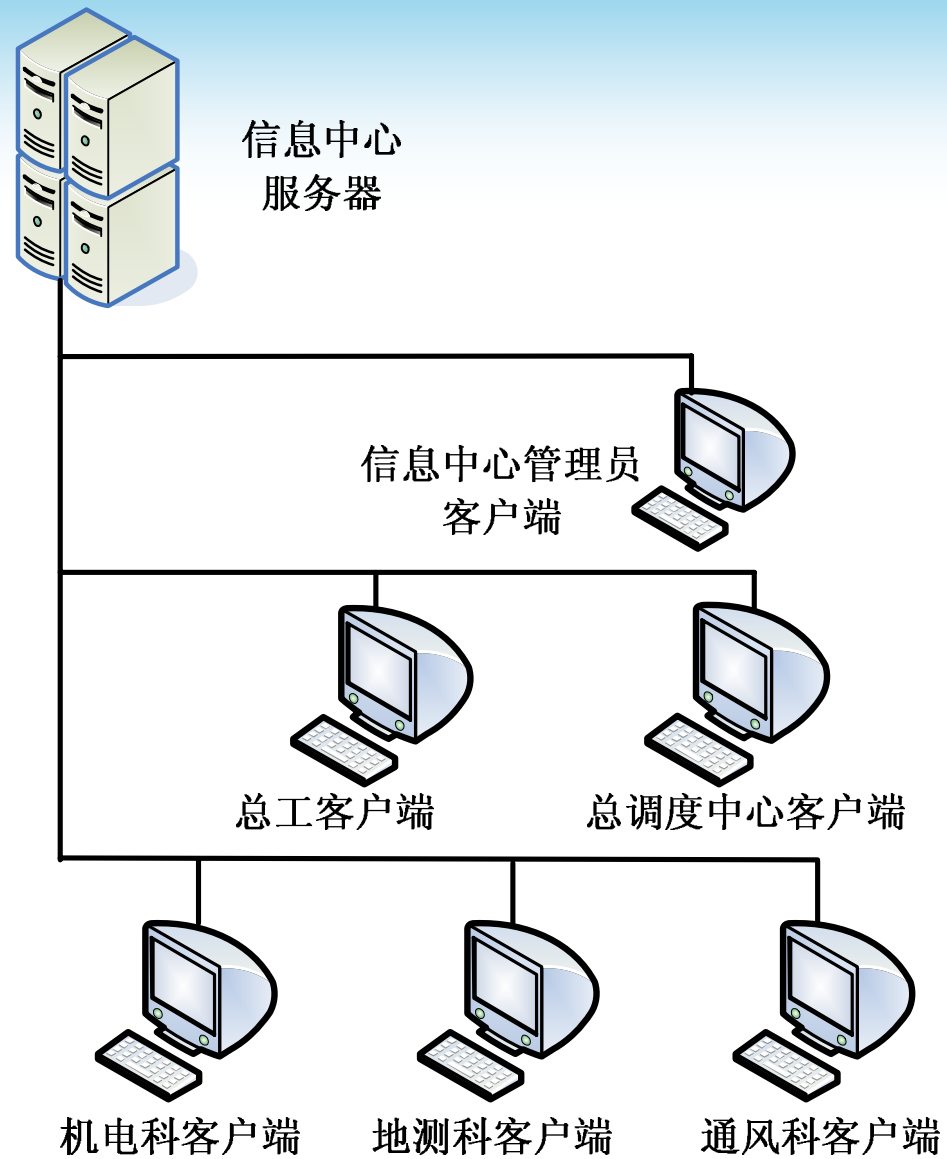 信息中心
服务器
信息中心管理员
客户端
总工客户端
总调度中心客户端
机电科客户端
地测科客户端
通风科客户端